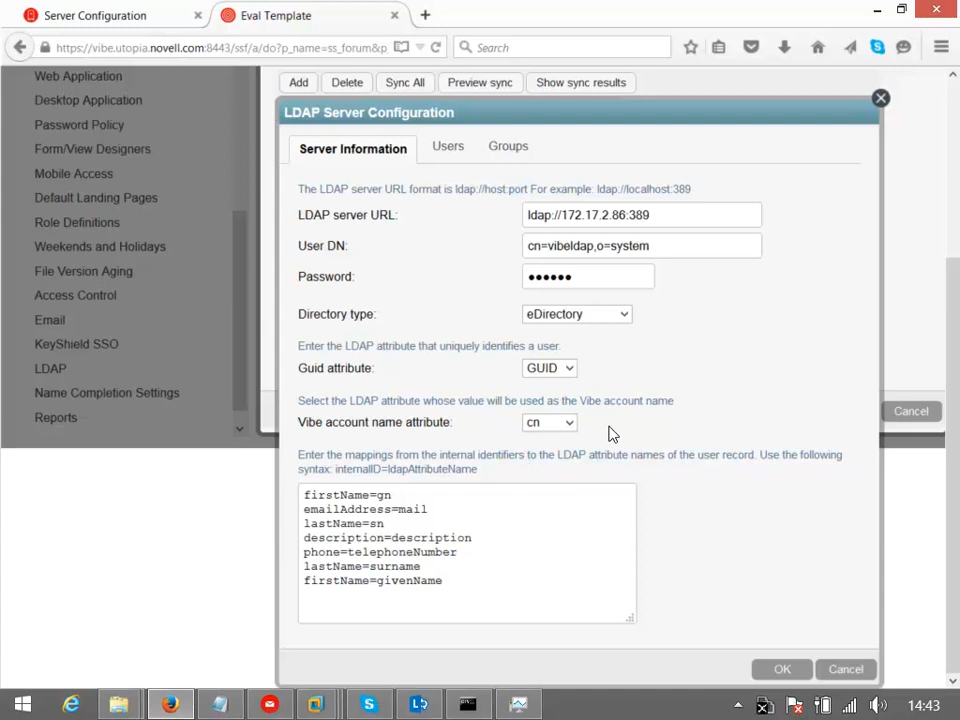 Server Configuration
Eval Template
https://vibe.utopia.novell.com:8443/ssf/a/do?p_name=ss_forum&p
Search
Web Application
Desktop Application
Password Policy
Form/View Designers
Mobile Access
Default Landing Pages
Role Definitions
Weekends and Holidays
File Version Aging
Access Control
Email
KeyShield SSO
LDAP
Name Completion Settings
Reports
Add Delete Sync All Preview sync Show sync results
LDAP Server Configuration
Server Information Users Groups
The LDAP server URL format is ldap://host:port For example: ldap://localhost:389
LDAP server URL: ldap://172.17.2.86:389
User DN: cn=vibeldap,o=system
Password: ●●●●●●
Directory type: eDirectory
Enter the LDAP attribute that uniquely identifies a user.
Guid attribute: GUID
Select the LDAP attribute whose value will be used as the Vibe account name
Vibe account name attribute: cn
Enter the mappings from the internal identifiers to the LDAP attribute names of the user record. Use the following
syntax: internalID=ldapAttributeName
firstName=gn
emailAddress=mail
lastName=sn
description=description
phone=telephoneNumber
lastName=surname
firstName=givenName
OK Cancel
Cancel
14:43